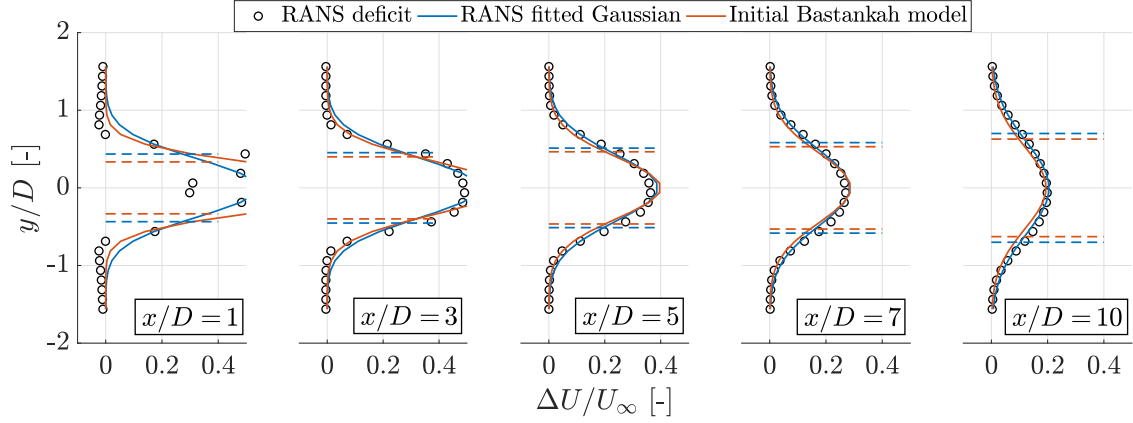 RANS deficit RANS fitted Gaussian Initial Bastankah model
2
1
0
-1
-2
y/D [-]
x/D = 1 x/D = 3 x/D = 5 x/D = 7 x/D = 10
0 0.2 0.4 0 0.2 0.4 0 0.2 0.4 0 0.2 0.4 0 0.2 0.4
ΔU/U∞ [-]